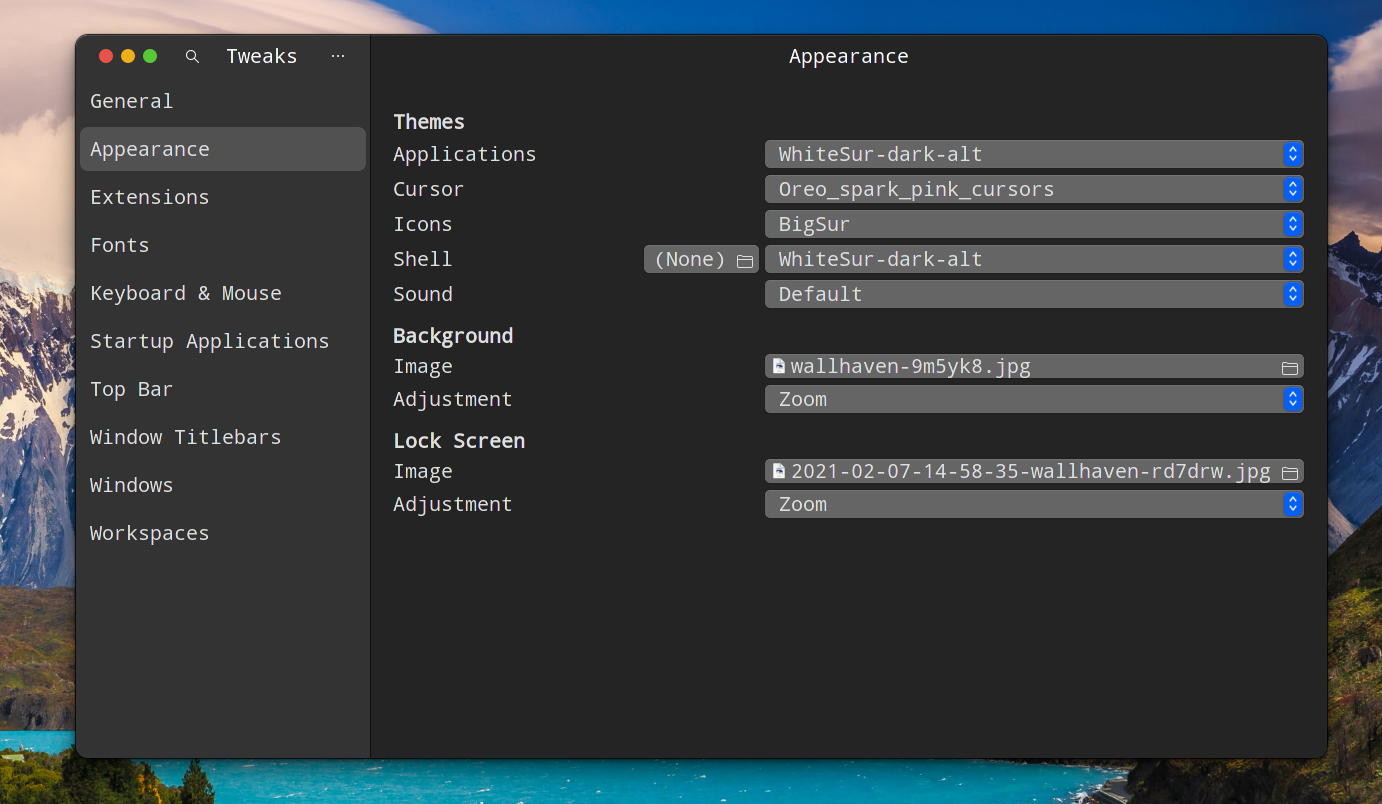 Tweaks
Appearance
General
Appearance
Extensions
Fonts
Keyboard & Mouse
Startup Applications
Top Bar
Window Titlebars
Windows
Workspaces
Themes
Applications WhiteSur-dark-alt
Cursor Oreo_spark_pink_cursors
Icons BigSur
Shell (None) WhiteSur-dark-alt
Sound Default
Background
Image wallhaven-9m5yk8.jpg
Adjustment Zoom
Lock Screen
Image 2021-02-07-14-58-35-wallhaven-rd7drw.jpg
Adjustment Zoom